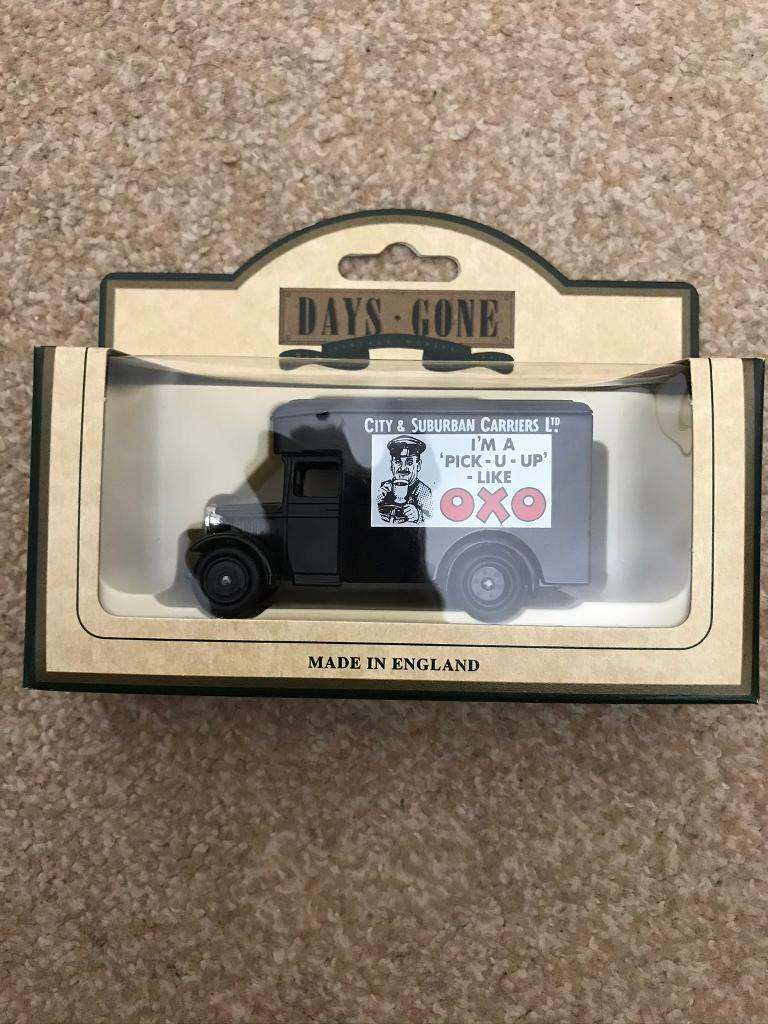 DAYS · GONE
CITY & SUBURBAN CARRIERS LTD.
I'M A
'PICK-U-UP'
- LIKE
OXO
MADE IN ENGLAND